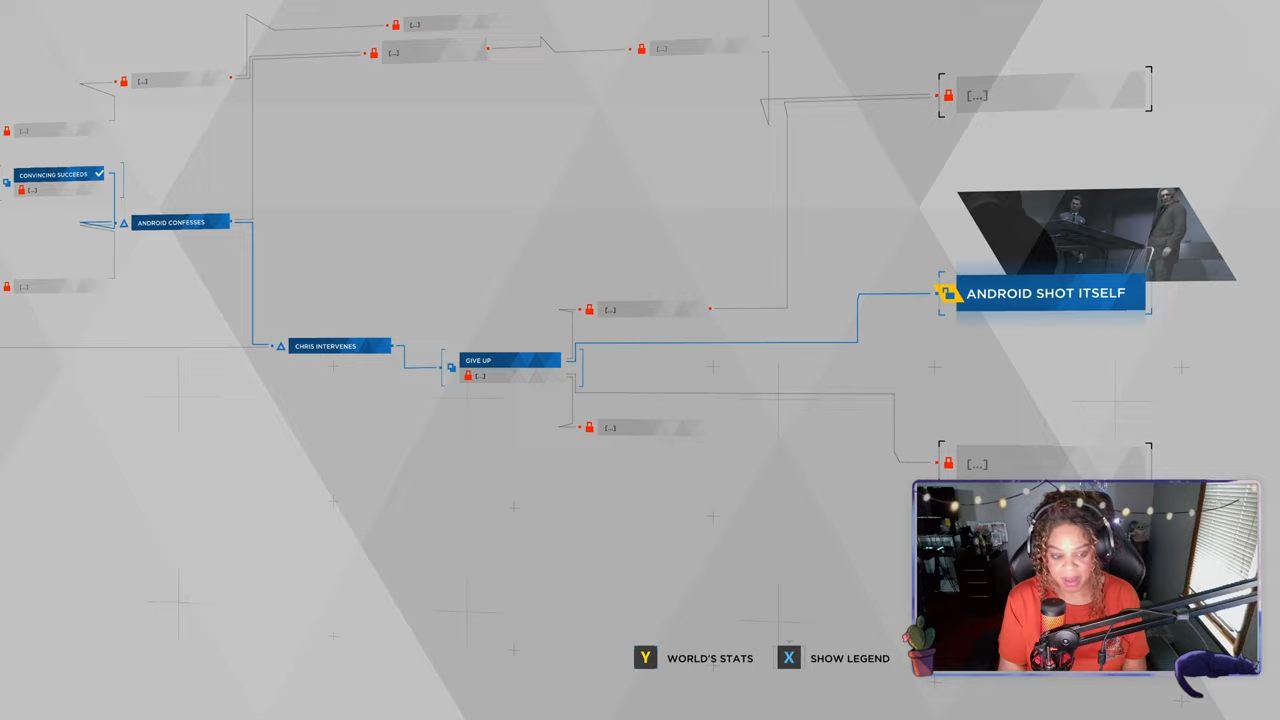 [...]
[...]
[...]
[...]
[...]
[...]
CONVINCING SUCCEEDS
[...]
ANDROID CONFESSES
[...]
ANDROID SHOT ITSELF
[...]
CHRIS INTERVENES
GIVE UP
[...]
[...]
[...]
Y WORLD'S STATS X SHOW LEGEND